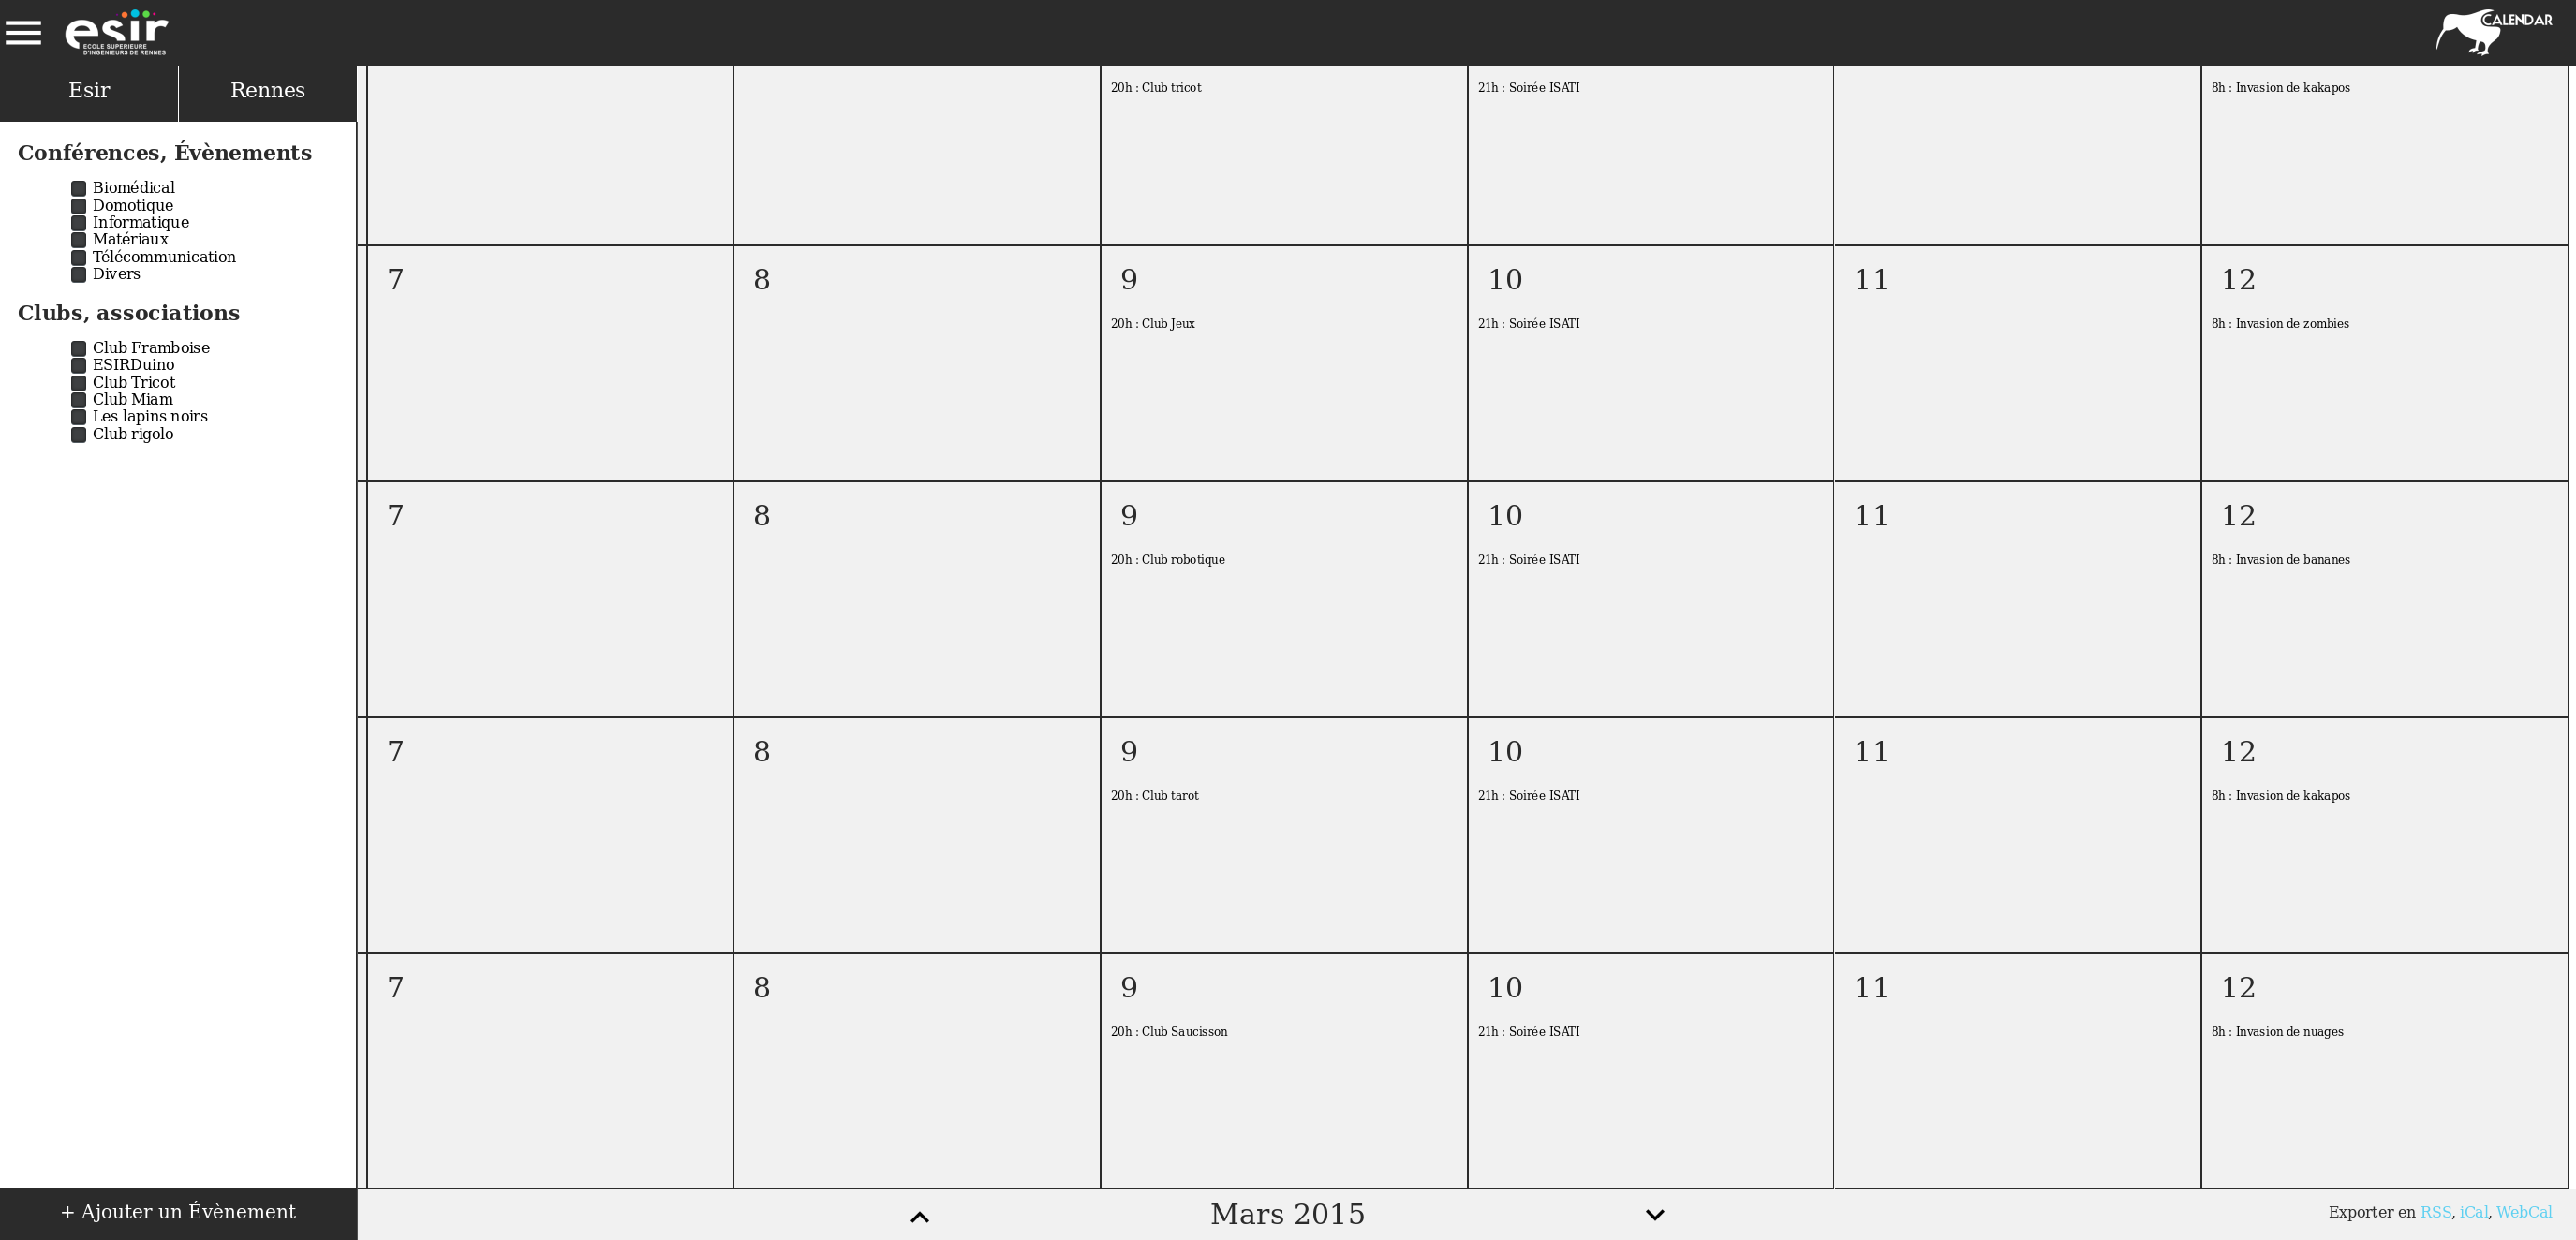 esir
ECOLE SUPERIEURE
D'INGENIEURS DE RENNES
CALENDAR
Esir
Rennes
Conférences, Évènements
Biomédical
Domotique
Informatique
Matériaux
Télécommunication
Divers
Clubs, associations
Club Framboise
ESIRDuino
Club Tricot
Club Miam
Les lapins noirs
Club rigolo
+ Ajouter un Évènement
20h : Club tricot
21h : Soirée ISATI
8h : Invasion de kakapos
7
8
9
20h : Club Jeux
10
21h : Soirée ISATI
11
12
8h : Invasion de zombies
7
8
9
20h : Club robotique
10
21h : Soirée ISATI
11
12
8h : Invasion de bananes
7
8
9
20h : Club tarot
10
21h : Soirée ISATI
11
12
8h : Invasion de kakapos
7
8
9
20h : Club Saucisson
10
21h : Soirée ISATI
11
12
8h : Invasion de nuages
Mars 2015
Exporter en RSS, iCal, WebCal